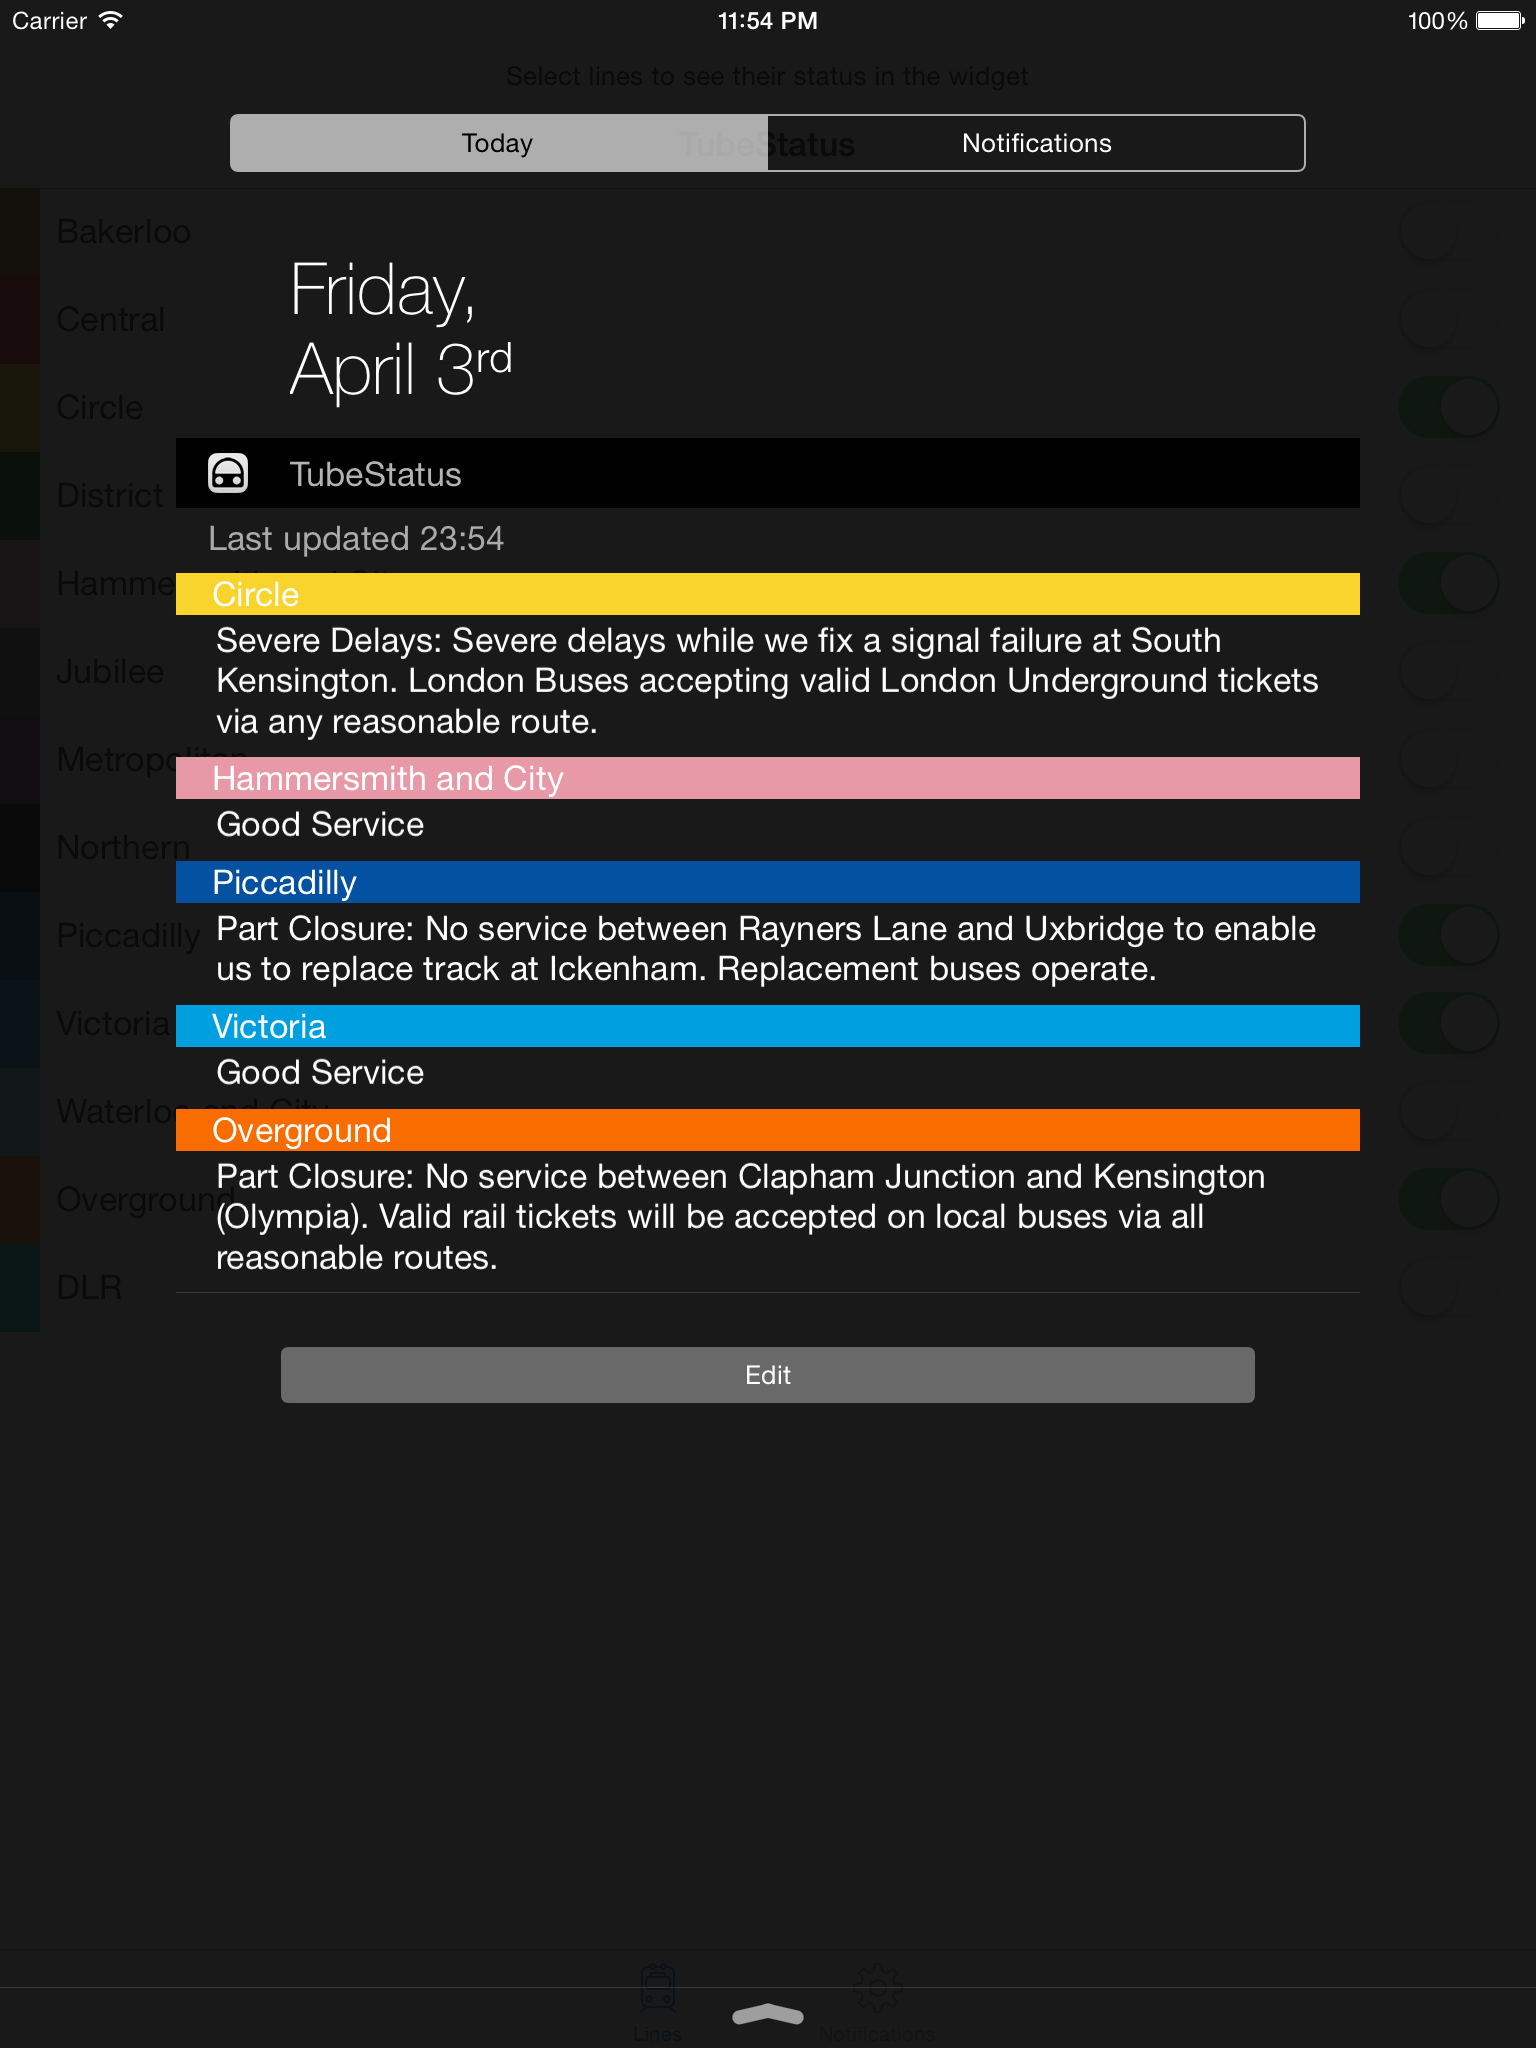 Carrier
11:54 PM
100%
Select lines to see their status in the widget
TubeStatus
Today
Notifications
Bakerloo
Friday,
April 3rd
Central
Circle
TubeStatus
District
Last updated 23:54
Circle
Severe Delays: Severe delays while we fix a signal failure at South
Kensington. London Buses accepting valid London Underground tickets
via any reasonable route.
Jubilee
Metropolitan
Hammersmith and City
Good Service
Northern
Piccadilly
Part Closure: No service between Rayners Lane and Uxbridge to enable
us to replace track at Ickenham. Replacement buses operate.
Piccadilly
Victoria
Victoria
Good Service
Waterloo and City
Overground
Part Closure: No service between Clapham Junction and Kensington
(Olympia). Valid rail tickets will be accepted on local buses via all
reasonable routes.
Overground
DLR
Edit
Lines
Notifications